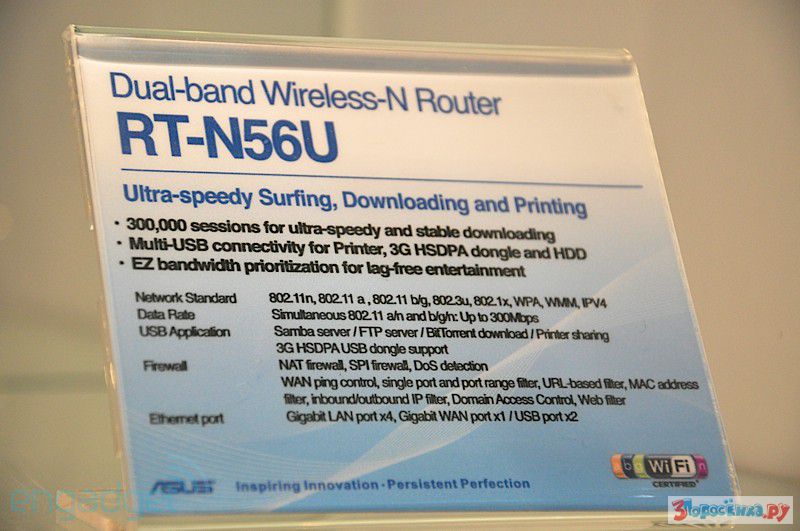 Dual-band Wireless-N Router
RT-N56U
Ultra-speedy Surfing, Downloading and Printing
· 300,000 sessions for ultra-speedy and stable downloading
· Multi-USB connectivity for Printer, 3G HSDPA dongle and HDD
· EZ bandwidth prioritization for lag-free entertainment
Network Standard 802.11n, 802.11 a , 802.11 b/g, 802.3u, 802.1x, WPA, WMM, IPV4
Data Rate Simultaneous 802.11 a/n and b/g/n: Up to 300Mbps
USB Application Samba server / FTP server / BitTorrent download / Printer sharing
3G HSDPA USB dongle support
Firewall NAT firewall, SPI firewall, DoS detection
WAN ping control, single port and port range filter, URL-based filter, MAC address
filter, inbound/outbound IP filter, Domain Access Control, Web filter
Ethernet port Gigabit LAN port x4, Gigabit WAN port x1 / USB port x2
a b g Wi Fi n
CERTIFIED
ASUS Inspiring Innovation · Persistent Perfection
engadget
3Поросёнка.ру